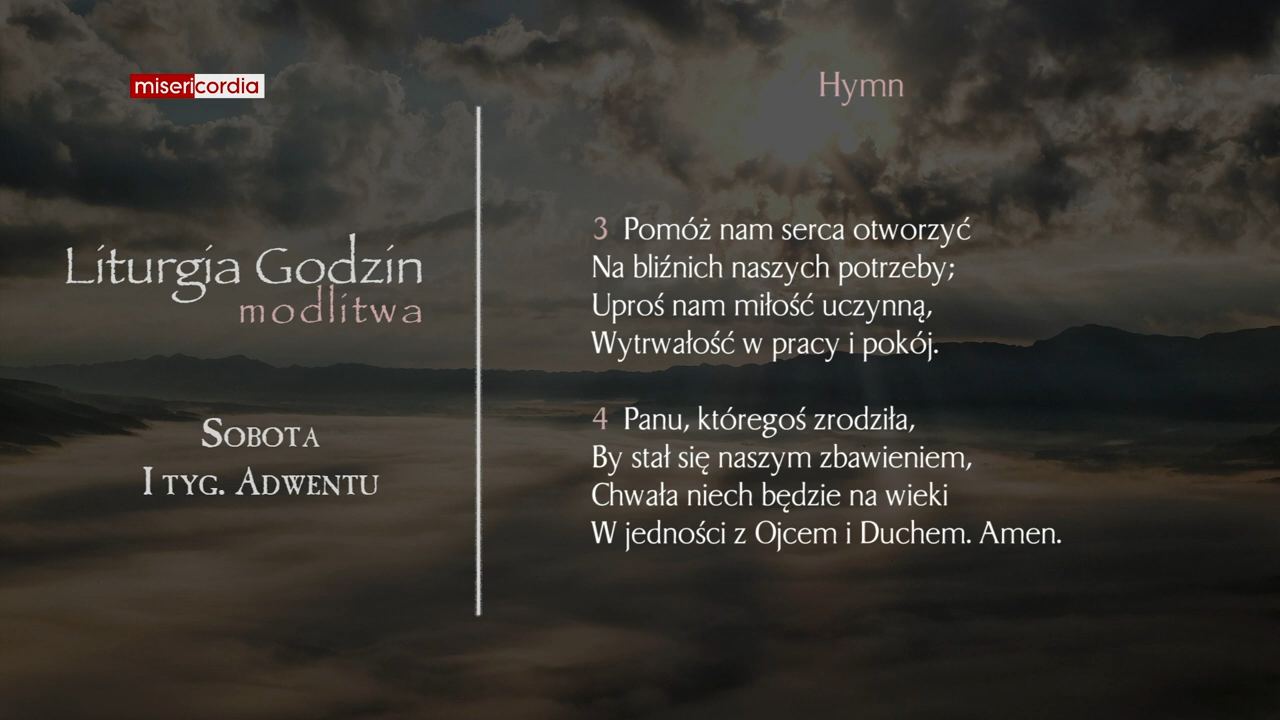 misericordia
Liturgia Godzin
modlitwa
Sobota
I tyg. Adwentu
Hymn
3 Pomóż nam serca otworzyć
Na bliźnich naszych potrzeby;
Uproś nam miłość uczynną,
Wytrwałość w pracy i pokój.
4 Panu, któregoś zrodziła,
By stał się naszym zbawieniem,
Chwała niech będzie na wieki
W jedności z Ojcem i Duchem. Amen.